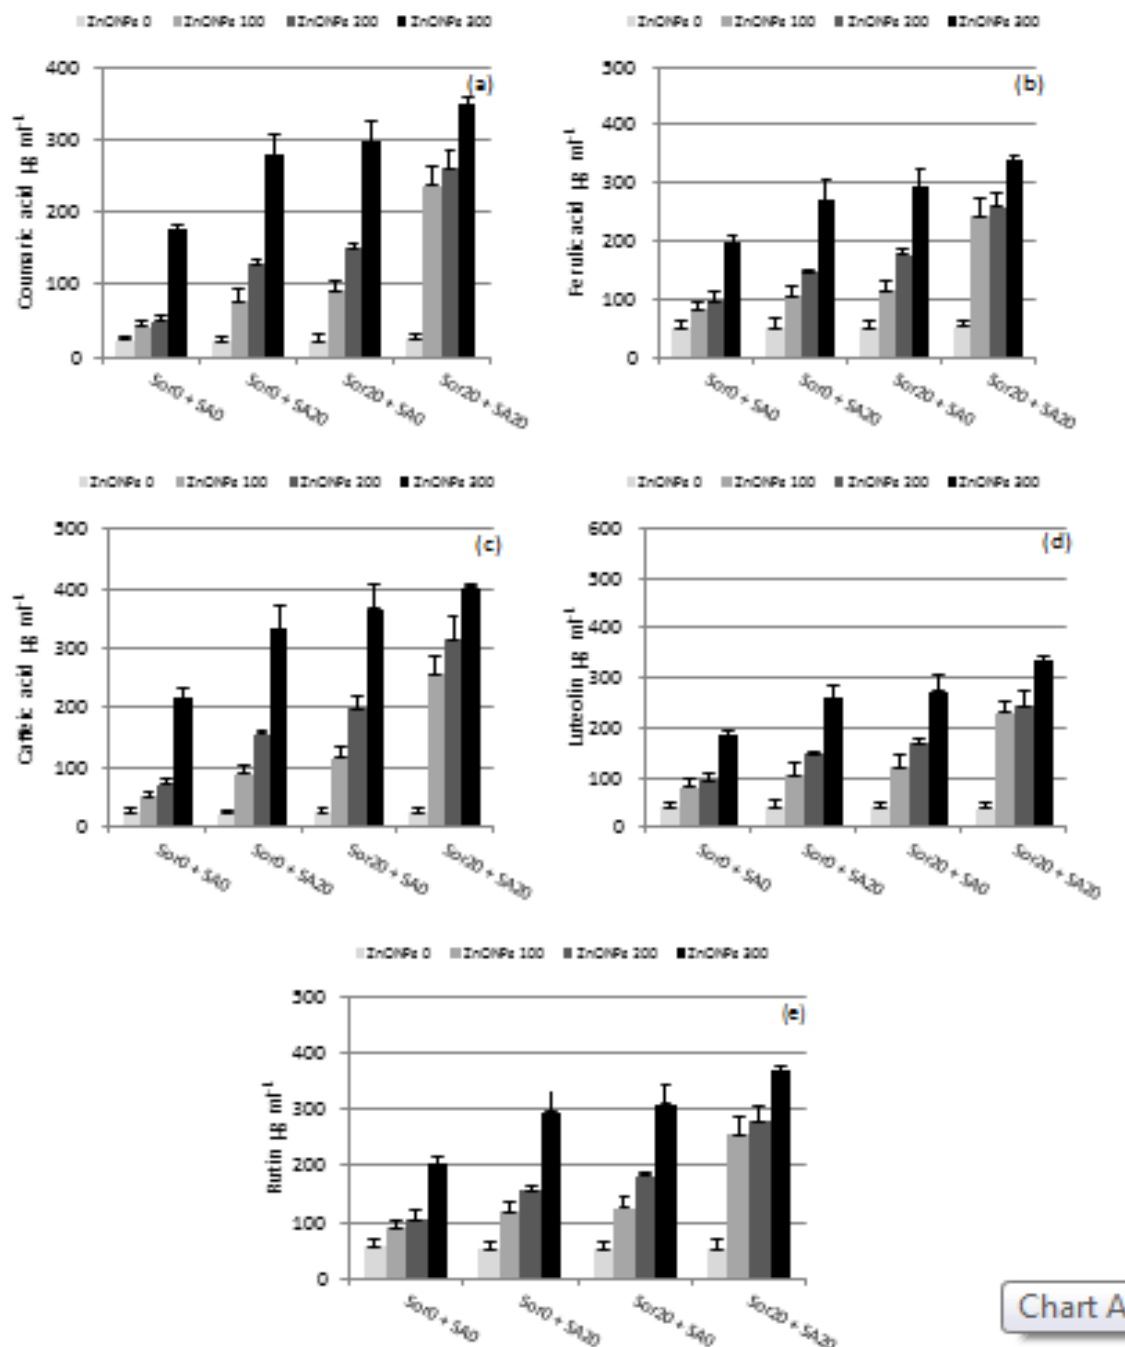 ZnONPs 0 ZnONPs 100 ZnONPs 200 ZnONPs 300
(a)
Coumaric acid µg ml⁻¹
400
300
200
100
0
Sor0 + SA0 Sor0 + SA20 Sor20 + SA0 Sor20 + SA20
ZnONPs 0 ZnONPs 100 ZnONPs 200 ZnONPs 300
(b)
Ferulic acid µg ml⁻¹
500
400
300
200
100
0
Sor0 + SA0 Sor0 + SA20 Sor20 + SA0 Sor20 + SA20
ZnONPs 0 ZnONPs 100 ZnONPs 200 ZnONPs 300
(c)
Caffeic acid µg ml⁻¹
500
400
300
200
100
0
Sor0 + SA0 Sor0 + SA20 Sor20 + SA0 Sor20 + SA20
ZnONPs 0 ZnONPs 100 ZnONPs 200 ZnONPs 300
(d)
Luteolin µg ml⁻¹
600
500
400
300
200
100
0
Sor0 + SA0 Sor0 + SA20 Sor20 + SA0 Sor20 + SA20
ZnONPs 0 ZnONPs 100 ZnONPs 200 ZnONPs 300
(e)
Rutin µg ml⁻¹
500
400
300
200
100
0
Sor0 + SA0 Sor0 + SA20 Sor20 + SA0 Sor20 + SA20
Chart A